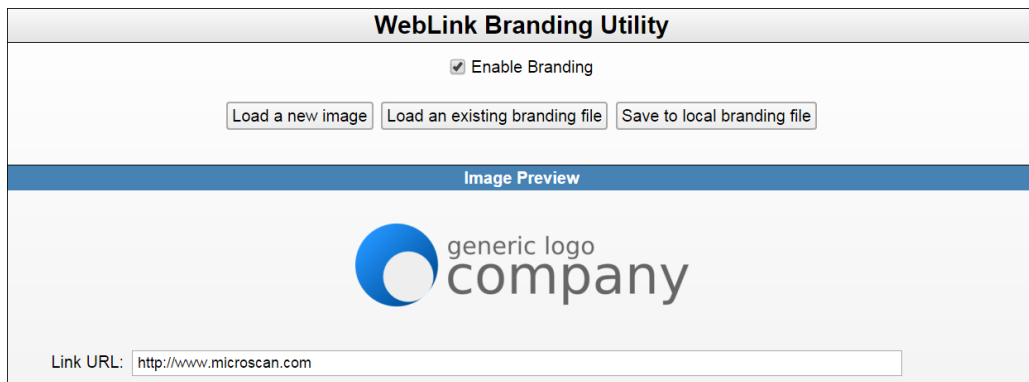 WebLink Branding Utility
Enable Branding
Load a new image Load an existing branding file Save to local branding file
Image Preview
generic logo
company
Link URL: http://www.microscan.com